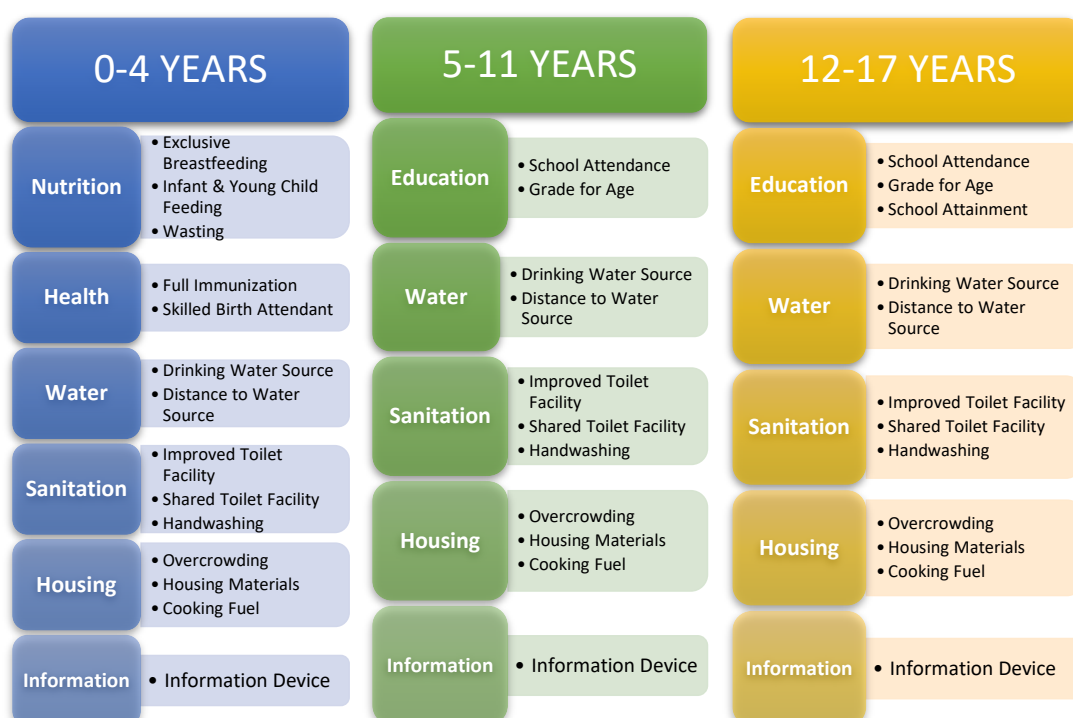 0-4 YEARS
Nutrition
• Exclusive
Breastfeeding
• Infant & Young Child
Feeding
• Wasting
Health
• Full Immunization
• Skilled Birth Attendant
Water
• Drinking Water Source
• Distance to Water
Source
Sanitation
• Improved Toilet
Facility
• Shared Toilet Facility
• Handwashing
Housing
• Overcrowding
• Housing Materials
• Cooking Fuel
Information
• Information Device
5-11 YEARS
Education
• School Attendance
• Grade for Age
Water
• Drinking Water Source
• Distance to Water
Source
Sanitation
• Improved Toilet
Facility
• Shared Toilet Facility
• Handwashing
Housing
• Overcrowding
• Housing Materials
• Cooking Fuel
Information
• Information Device
12-17 YEARS
Education
• School Attendance
• Grade for Age
• School Attainment
Water
• Drinking Water Source
• Distance to Water
Source
Sanitation
• Improved Toilet Facility
• Shared Toilet Facility
• Handwashing
Housing
• Overcrowding
• Housing Materials
• Cooking Fuel
Information
• Information Device